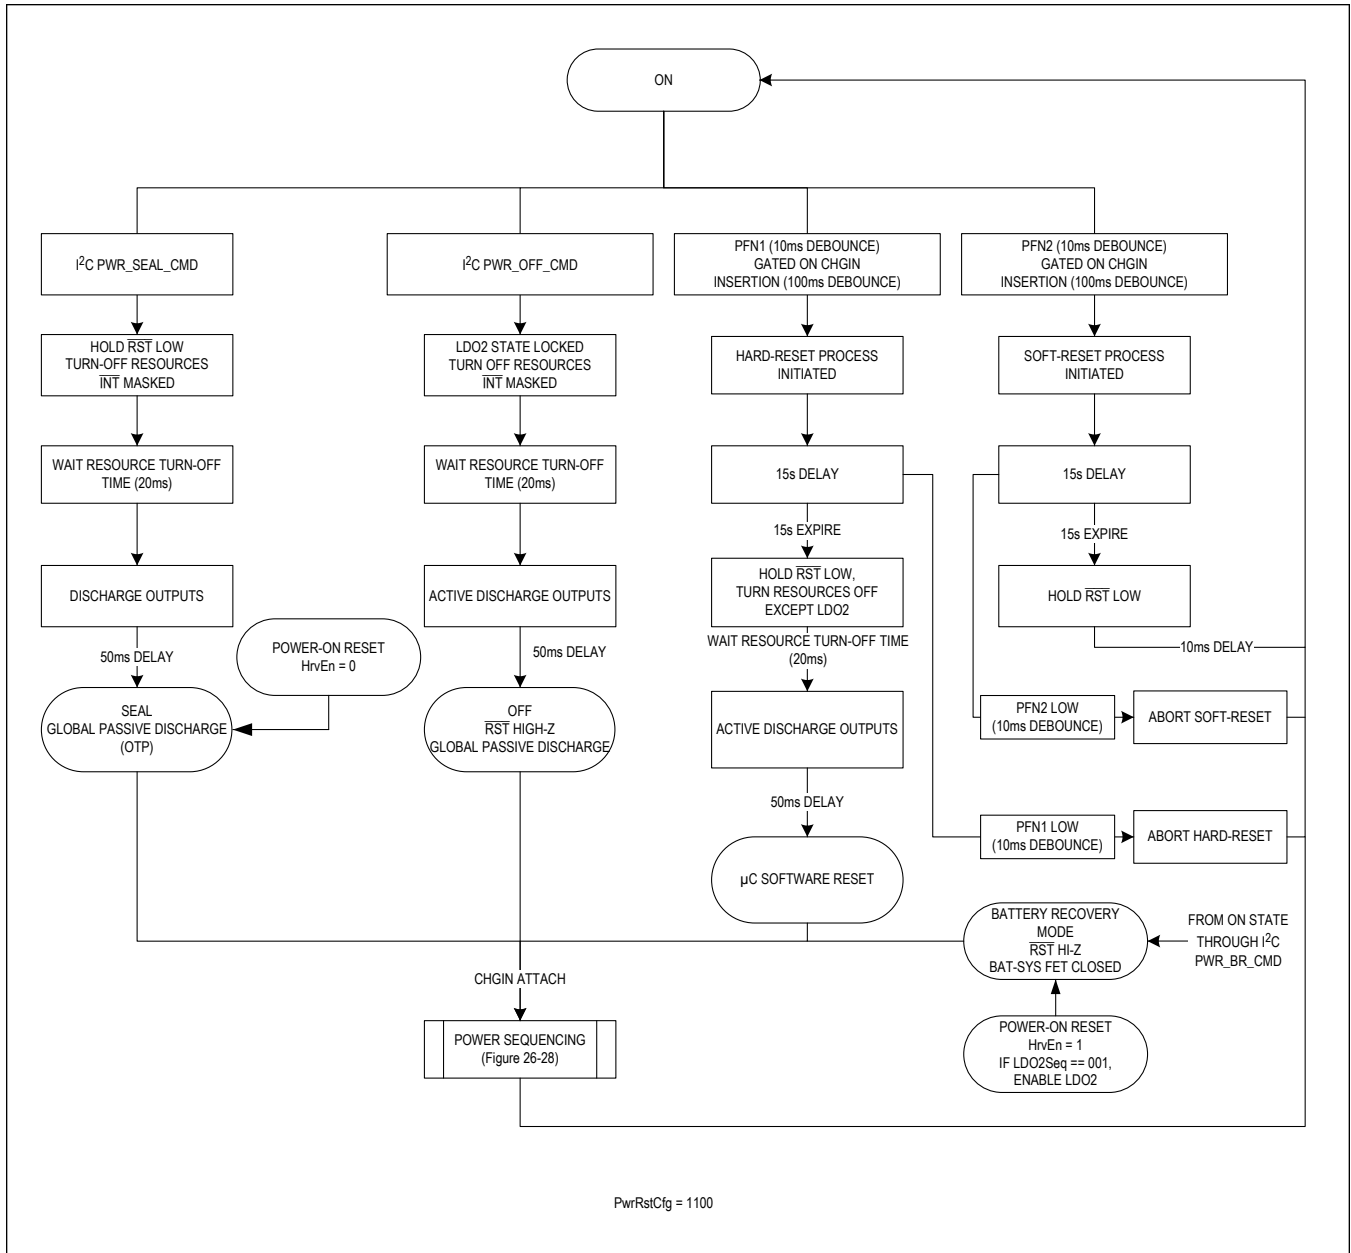 ON
I²C PWR_SEAL_CMD
I²C PWR_OFF_CMD
PFN1 (10ms DEBOUNCE)
GATED ON CHGIN
INSERTION (100ms DEBOUNCE)
PFN2 (10ms DEBOUNCE)
GATED ON CHGIN
INSERTION (100ms DEBOUNCE)
HOLD R̅S̅T̅ LOW
TURN-OFF RESOURCES
I̅N̅T̅ MASKED
LDO2 STATE LOCKED
TURN OFF RESOURCES
I̅N̅T̅ MASKED
HARD-RESET PROCESS
INITIATED
SOFT-RESET PROCESS
INITIATED
WAIT RESOURCE TURN-OFF
TIME (20ms)
WAIT RESOURCE TURN-OFF
TIME (20ms)
15s DELAY
15s DELAY
15s EXPIRE
15s EXPIRE
DISCHARGE OUTPUTS
ACTIVE DISCHARGE OUTPUTS
HOLD R̅S̅T̅ LOW,
TURN RESOURCES OFF
EXCEPT LDO2
HOLD R̅S̅T̅ LOW
50ms DELAY
POWER-ON RESET
HrvEn = 0
50ms DELAY
WAIT RESOURCE TURN-OFF TIME
(20ms)
10ms DELAY
SEAL
GLOBAL PASSIVE DISCHARGE
(OTP)
OFF
R̅S̅T̅ HIGH-Z
GLOBAL PASSIVE DISCHARGE
ACTIVE DISCHARGE OUTPUTS
PFN2 LOW
(10ms DEBOUNCE)
ABORT SOFT-RESET
50ms DELAY
PFN1 LOW
(10ms DEBOUNCE)
ABORT HARD-RESET
µC SOFTWARE RESET
BATTERY RECOVERY
MODE
R̅S̅T̅ HI-Z
BAT-SYS FET CLOSED
FROM ON STATE
THROUGH I²C
PWR_BR_CMD
CHGIN ATTACH
POWER SEQUENCING
(Figure 26-28)
POWER-ON RESET
HrvEn = 1
IF LDO2Seq == 001,
ENABLE LDO2
PwrRstCfg = 1100